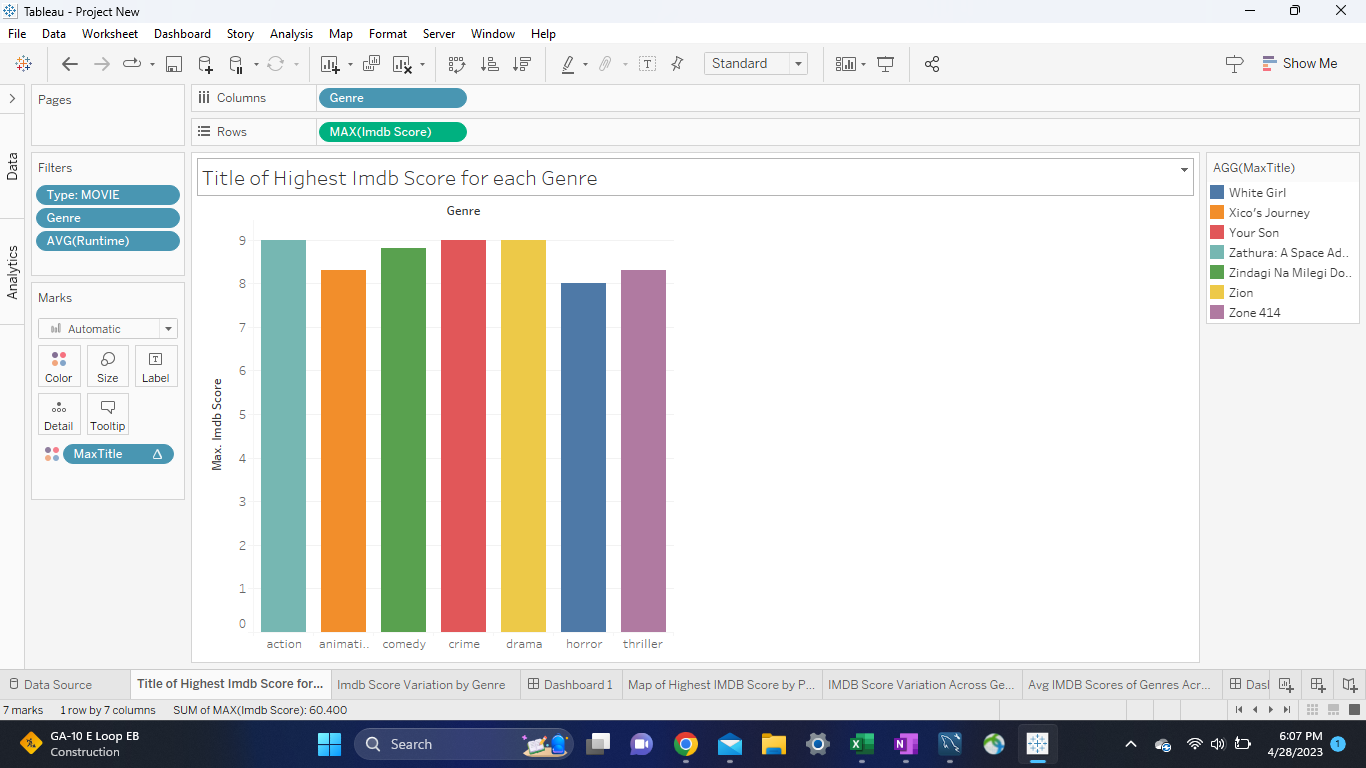 Tableau - Project New
File Data Worksheet Dashboard Story Analysis Map Format Server Window Help
Standard
Show Me
Data
Analytics
Pages
Columns
Genre
Rows
MAX(Imdb Score)
Filters
Type: MOVIE
Genre
AVG(Runtime)
Marks
Automatic
Color Size Label
Detail Tooltip
MaxTitle
Title of Highest Imdb Score for each Genre
Genre
Max. Imdb Score
9
8
7
6
5
4
3
2
1
0
action animati.. comedy crime drama horror thriller
AGG(MaxTitle)
White Girl
Xico's Journey
Your Son
Zathura: A Space Ad..
Zindagi Na Milegi Do..
Zion
Zone 414
Data Source Title of Highest Imdb Score for... Imdb Score Variation by Genre Dashboard 1 Map of Highest IMDB Score by P... IMDB Score Variation Across Ge... Avg IMDB Scores of Genres Acr... Das
7 marks 1 row by 7 columns SUM of MAX(Imdb Score): 60.400
GA-10 E Loop EB
Construction
Search
6:07 PM
4/28/2023
1